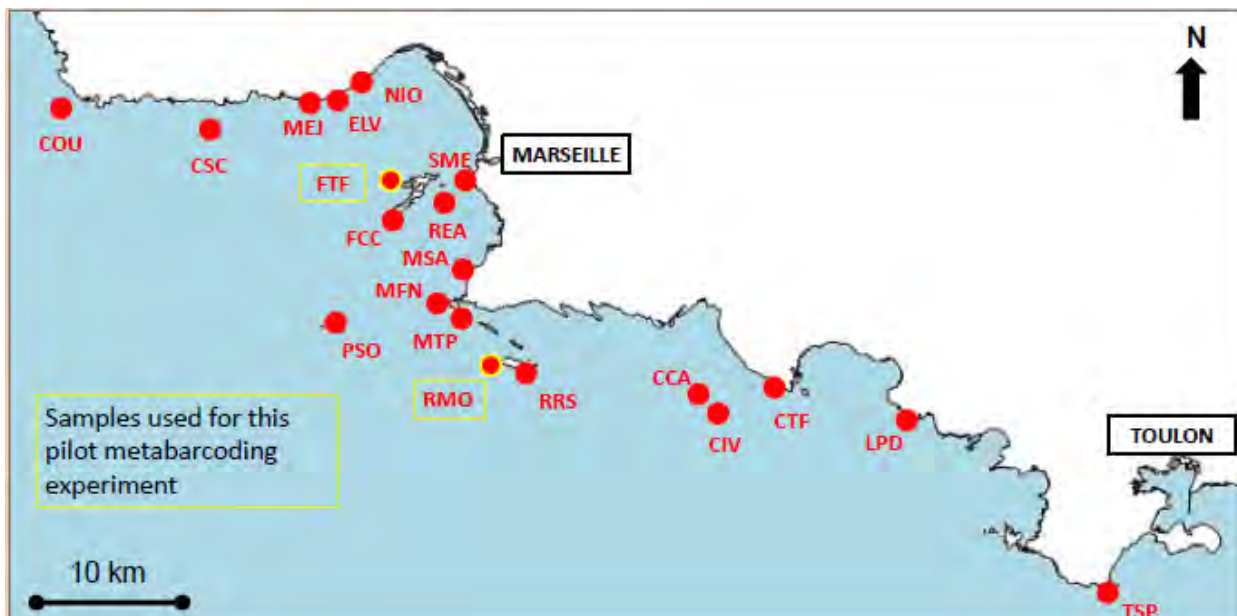 N
NIO
MEJ
ELV
COU
CSC
SME
MARSEILLE
FTF
REA
FCC
MSA
MFN
MTP
PSO
RMO
RRS
CCA
CIV
CTF
LPD
TOULON
Samples used for this
pilot metabarcoding
experiment
10 km
TSP